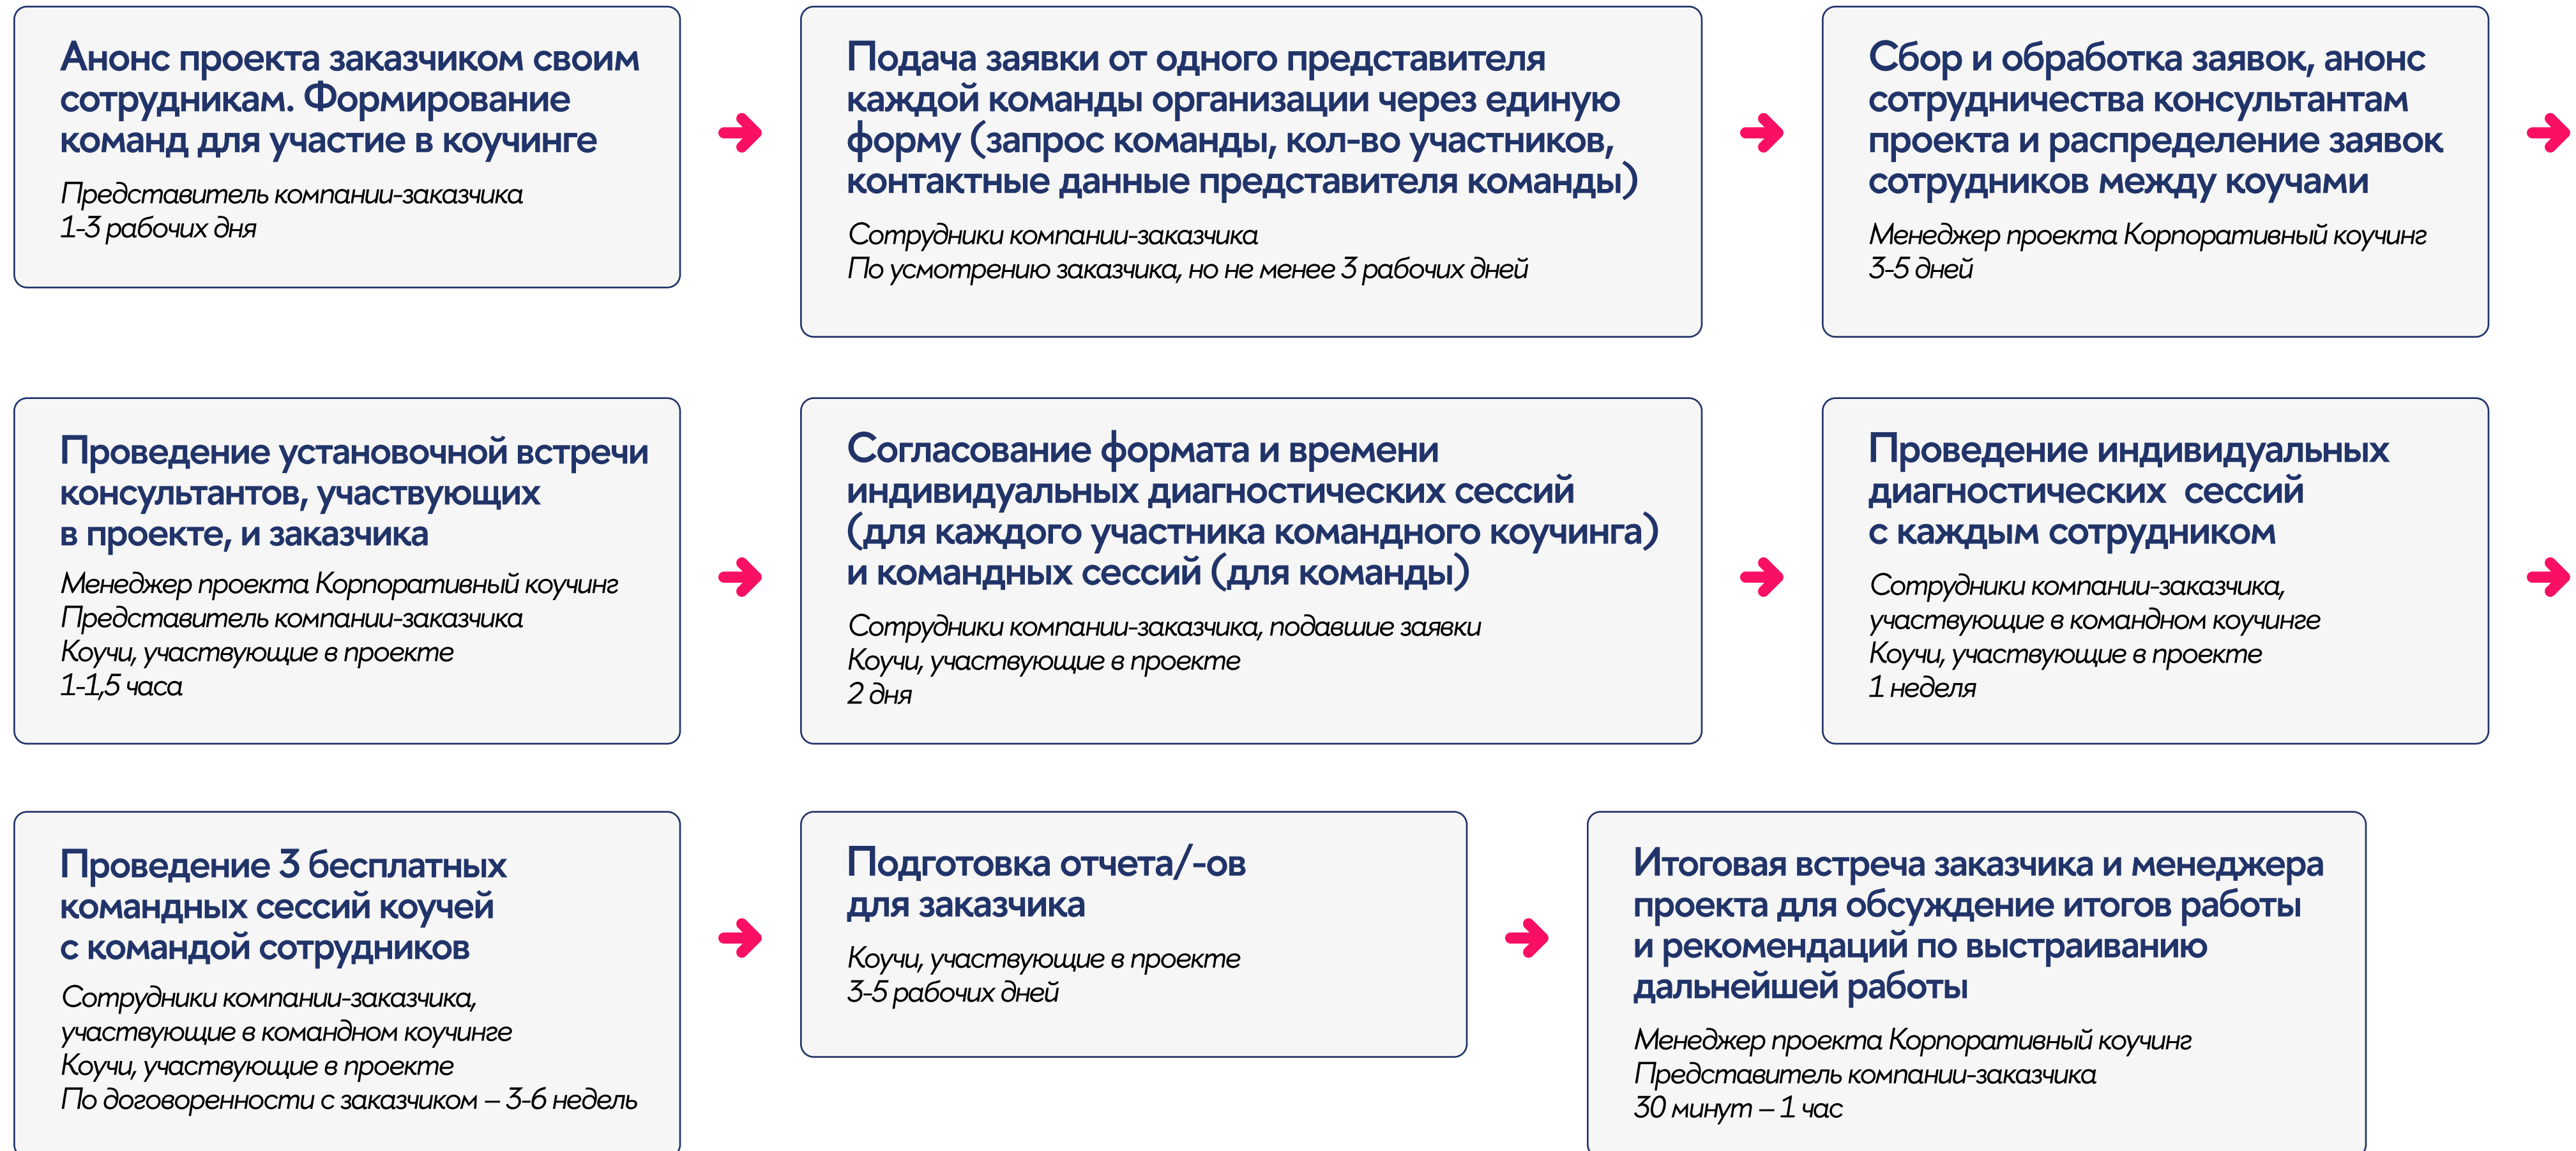 Анонс проекта заказчиком своим
сотрудникам. Формирование
команд для участие в коучинге
Представитель компании-заказчика
1-3 рабочих дня
Подача заявки от одного представителя
каждой команды организации через единую
форму (запрос команды, кол-во участников,
контактные данные представителя команды)
Сотрудники компании-заказчика
По усмотрению заказчика, но не менее 3 рабочих дней
Сбор и обработка заявок, анонс
сотрудничества консультантам
проекта и распределение заявок
сотрудников между коучами
Менеджер проекта Корпоративный коучинг
3-5 дней
Проведение установочной встречи
консультантов, участвующих
в проекте, и заказчика
Менеджер проекта Корпоративный коучинг
Представитель компании-заказчика
Коучи, участвующие в проекте
1-1,5 часа
Согласование формата и времени
индивидуальных диагностических сессий
(для каждого участника командного коучинга)
и командных сессий (для команды)
Сотрудники компании-заказчика, подавшие заявки
Коучи, участвующие в проекте
2 дня
Проведение индивидуальных
диагностических  сессий
с каждым сотрудником
Сотрудники компании-заказчика,
участвующие в командном коучинге
Коучи, участвующие в проекте
1 неделя
Проведение 3 бесплатных
командных сессий коучей
с командой сотрудников
Сотрудники компании-заказчика,
участвующие в командном коучинге
Коучи, участвующие в проекте
По договоренности с заказчиком – 3-6 недель
Подготовка отчета/-ов
для заказчика
Коучи, участвующие в проекте
3-5 рабочих дней
Итоговая встреча заказчика и менеджера
проекта для обсуждение итогов работы
и рекомендаций по выстраиванию
дальнейшей работы
Менеджер проекта Корпоративный коучинг
Представитель компании-заказчика
30 минут – 1 час